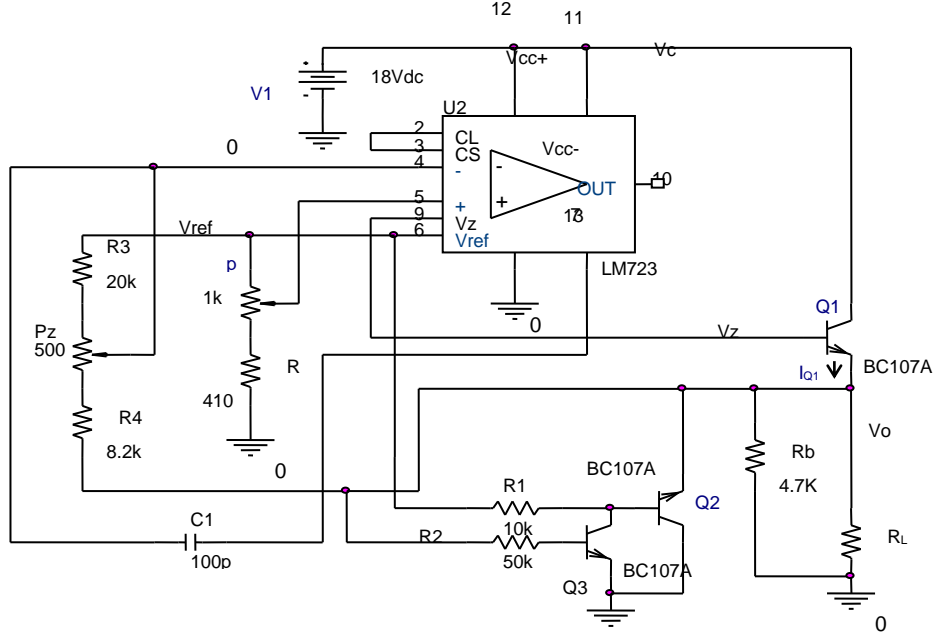 12
11
Vcc+
Vc
18Vdc
V1
U2
2
CL
3
CS
0
4
-
Vcc-
-
OUT
10
5
+
+
9
Vz
13
7
Vref
6
Vref
LM723
R3
20k
p
1k
0
Q1
Pz
500
Vz
R
IQ1
BC107A
410
R4
8.2k
Vo
Rb
4.7K
0
BC107A
R1
Q2
10k
C1
R2
50k
RL
100p
Q3
BC107A
0